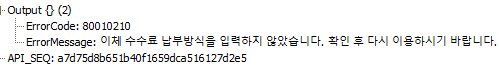 Output {} (2)
ErrorCode: 80010210
ErrorMessage: 이체 수수료 납부방식을 입력하지 않았습니다. 확인 후 다시 이용하시기 바랍니다.
API_SEQ: a7d75d8b651b40f1659dca516127d2e5